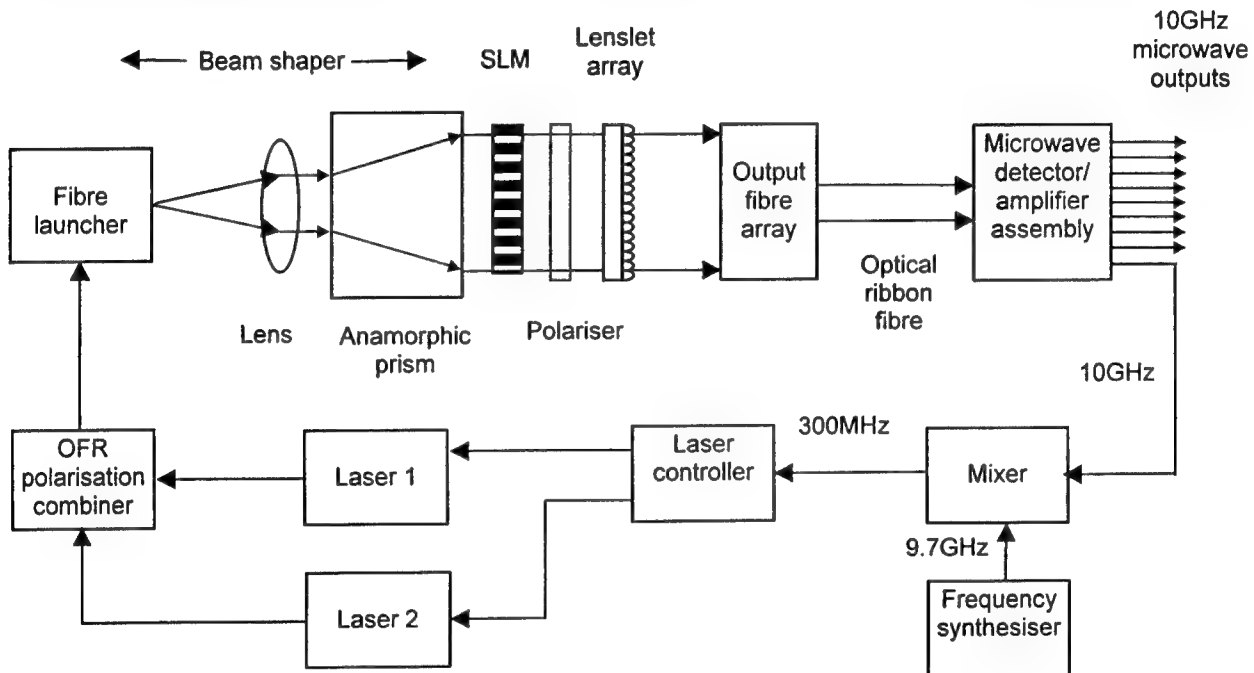 10GHz
microwave
outputs
Beam shaper
SLM
Lenslet
array
Fibre
launcher
Output
fibre
array
Microwave
detector/
amplifier
assembly
Optical
ribbon
fibre
Lens
Anamorphic
prism
Polariser
10GHz
OFR
polarisation
combiner
Laser 1
Laser
controller
300MHz
Mixer
9.7GHz
Laser 2
Frequency
synthesiser